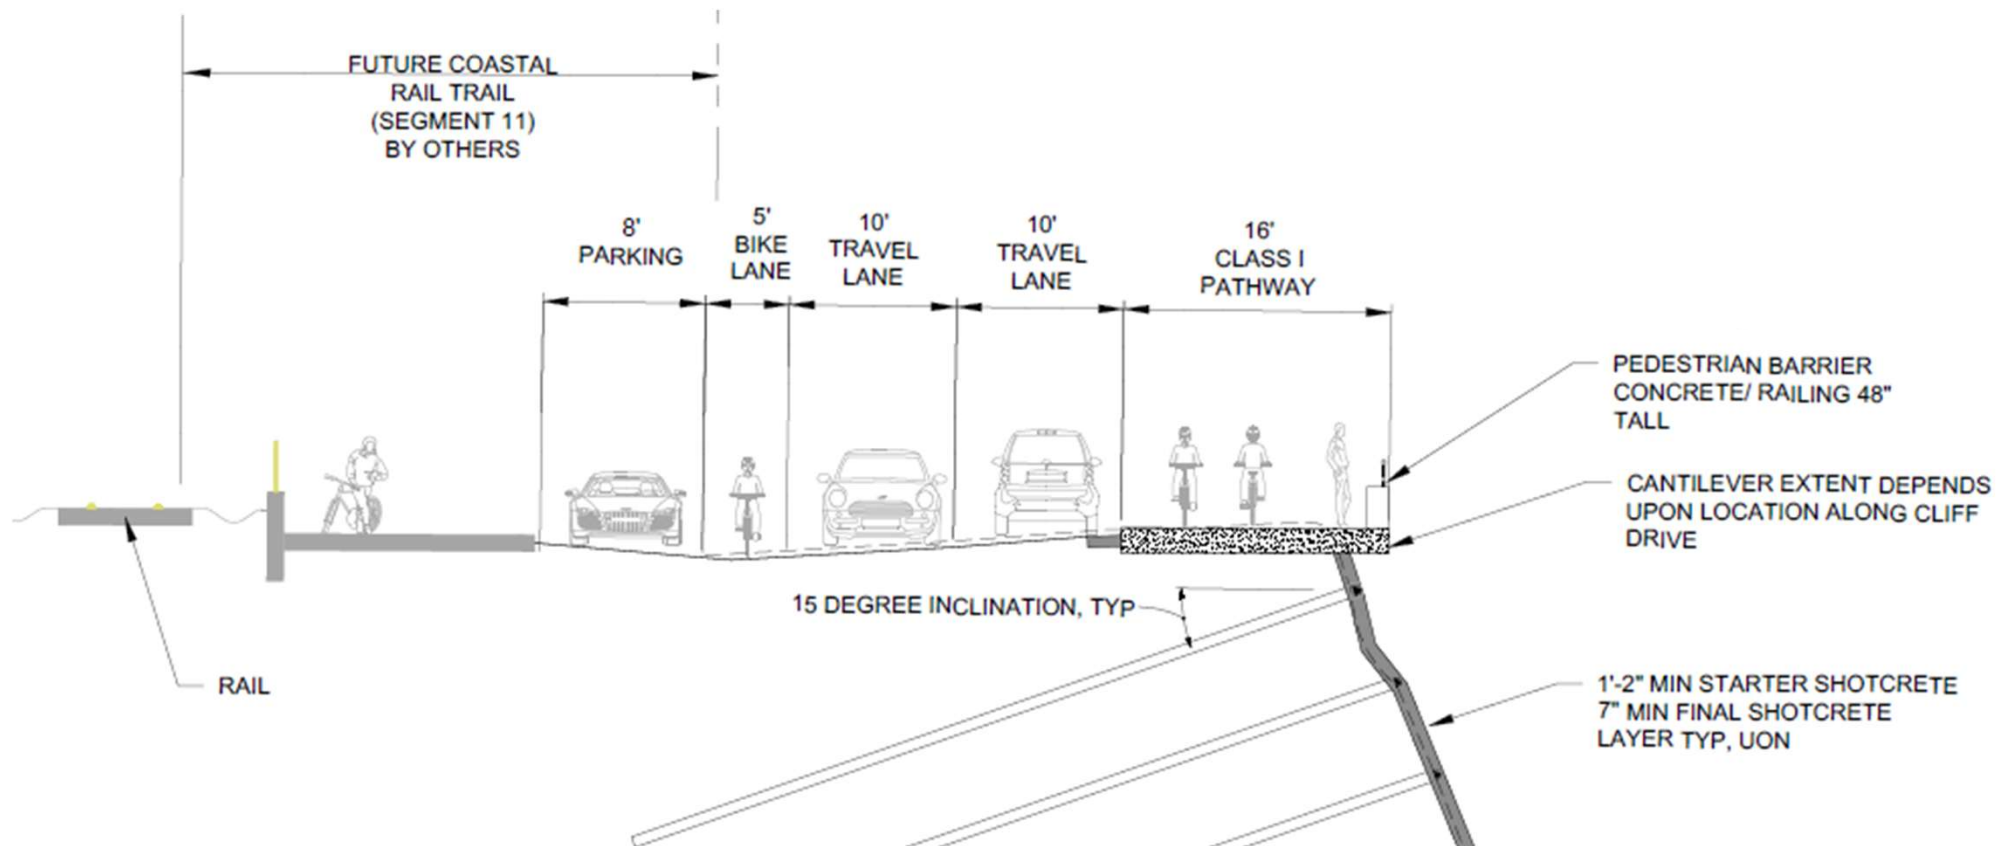 FUTURE COASTAL
RAIL TRAIL
(SEGMENT 11)
BY OTHERS
8'
PARKING
5'
BIKE
LANE
10'
TRAVEL
LANE
10'
TRAVEL
LANE
16'
CLASS I
PATHWAY
PEDESTRIAN BARRIER
CONCRETE/ RAILING 48"
TALL
CANTILEVER EXTENT DEPENDS
UPON LOCATION ALONG CLIFF
DRIVE
15 DEGREE INCLINATION, TYP
RAIL
1'-2" MIN STARTER SHOTCRETE
7" MIN FINAL SHOTCRETE
LAYER TYP, UON